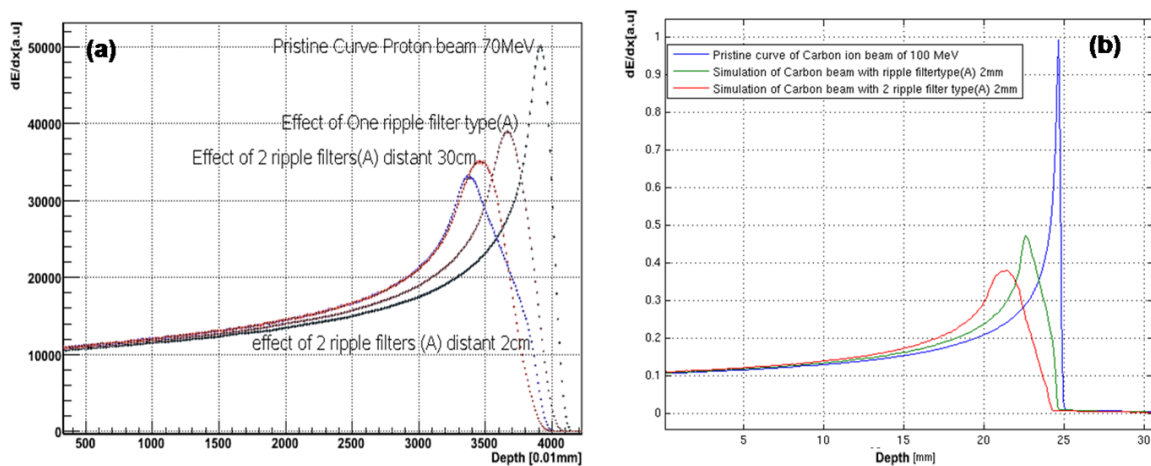 dE/dx[a.u]
(a)
50000
40000
30000
20000
10000
0
Pristine Curve Proton beam 70MeV
Effect of One ripple filter type(A)
Effect of 2 ripple filters(A) distant 30cm
effect of 2 ripple filters (A) distant 2cm
500 1000 1500 2000 2500 3000 3500 4000
Depth [0.01mm]
dE/dx[a.u]
(b)
1
0.9
0.8
0.7
0.6
0.5
0.4
0.3
0.2
0.1
0
Pristine curve of Carbon ion beam of 100 MeV
Simulation of Carbon beam with ripple filtertype(A) 2mm
Simulation of Carbon beam with 2 ripple filter type(A) 2mm
5 10 15 20 25 30
Depth [mm]